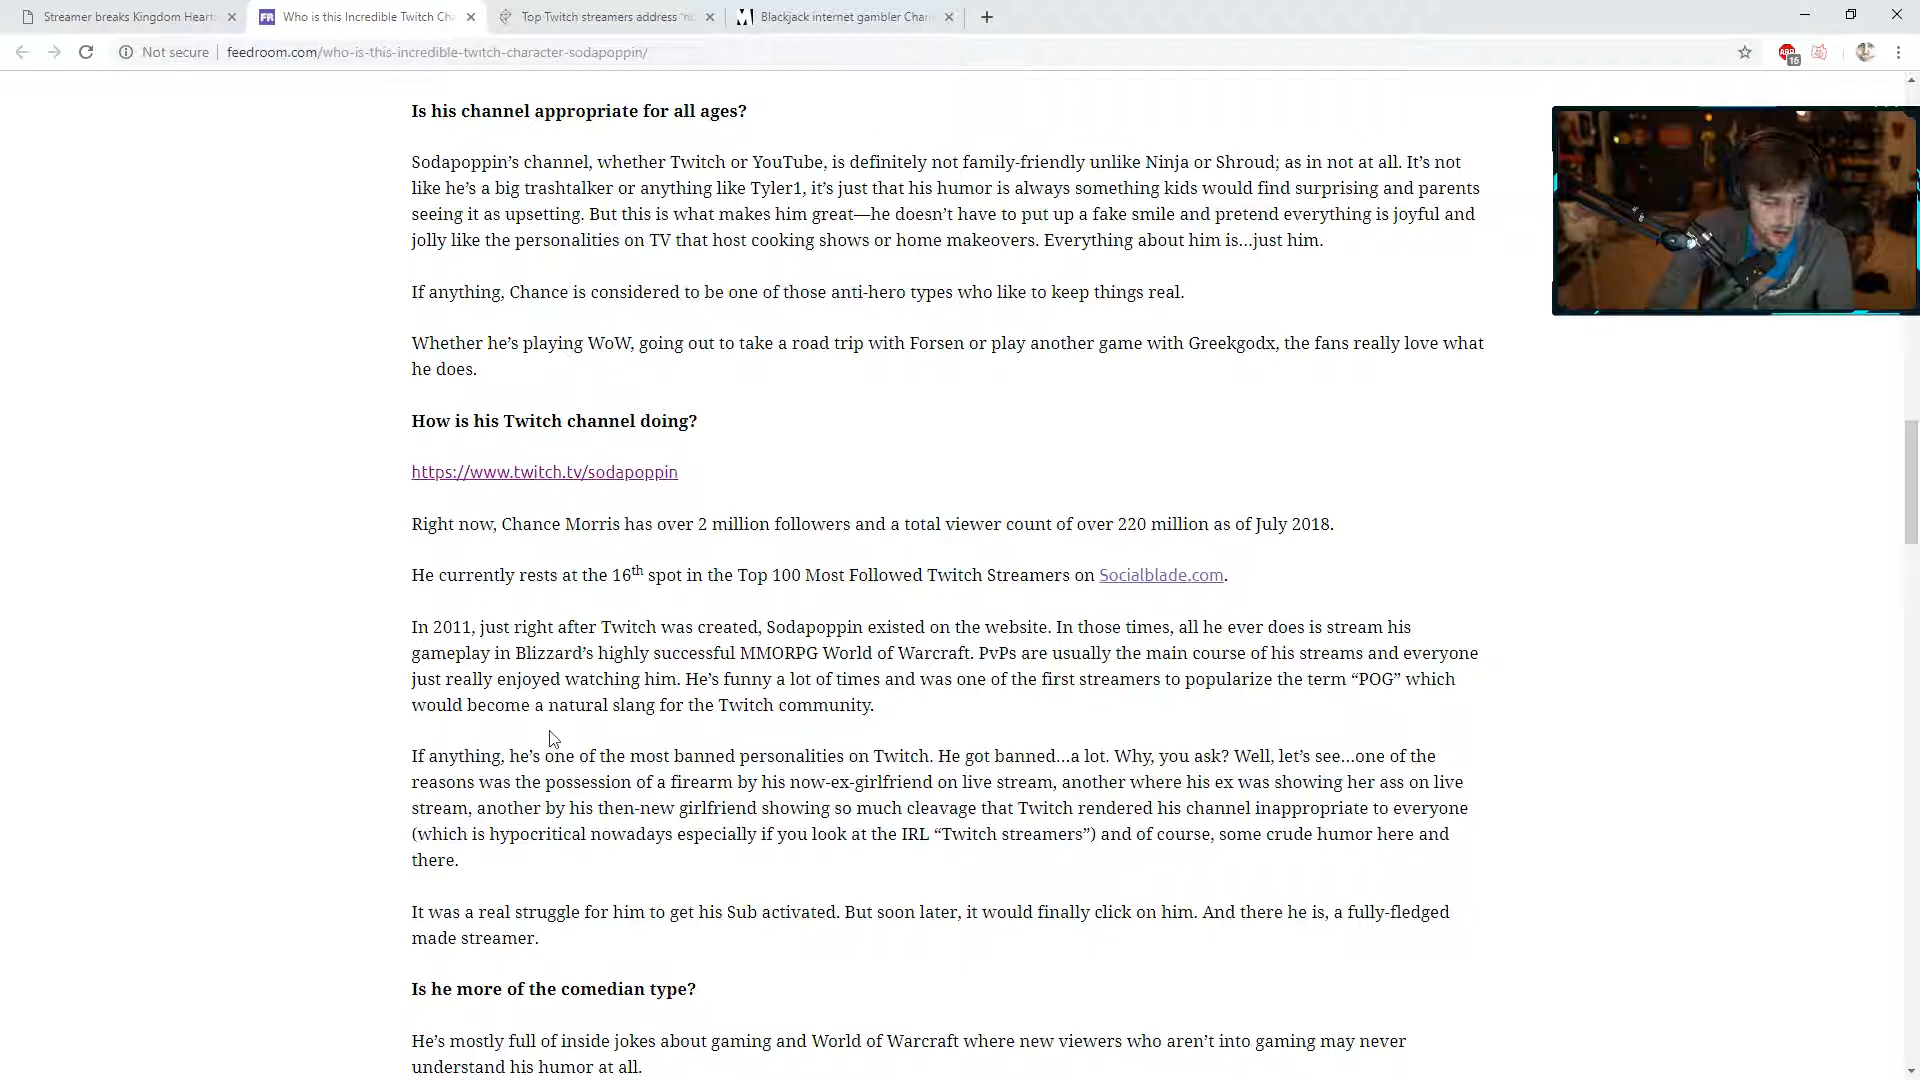 Streamer breaks Kingdom Heart
Who is this Incredible Twitch Cha
Top Twitch streamers address
Blackjack internet gambler Chan
Not secure
feedroom.com/who-is-this-incredible-twitch-character-sodapoppin/
ABP
16
Is his channel appropriate for all ages?
Sodapoppin’s channel, whether Twitch or YouTube, is definitely not family-friendly unlike Ninja or Shroud; as in not at all. It’s not
like he’s a big trashtalker or anything like Tyler1, it’s just that his humor is always something kids would find surprising and parents
seeing it as upsetting. But this is what makes him great—he doesn’t have to put up a fake smile and pretend everything is joyful and
jolly like the personalities on TV that host cooking shows or home makeovers. Everything about him is…just him.
If anything, Chance is considered to be one of those anti-hero types who like to keep things real.
Whether he’s playing WoW, going out to take a road trip with Forsen or play another game with Greekgodx, the fans really love what
he does.
How is his Twitch channel doing?
https://www.twitch.tv/sodapoppin
Right now, Chance Morris has over 2 million followers and a total viewer count of over 220 million as of July 2018.
He currently rests at the 16th spot in the Top 100 Most Followed Twitch Streamers on Socialblade.com.
In 2011, just right after Twitch was created, Sodapoppin existed on the website. In those times, all he ever does is stream his
gameplay in Blizzard’s highly successful MMORPG World of Warcraft. PvPs are usually the main course of his streams and everyone
just really enjoyed watching him. He’s funny a lot of times and was one of the first streamers to popularize the term “POG” which
would become a natural slang for the Twitch community.
If anything, he’s one of the most banned personalities on Twitch. He got banned…a lot. Why, you ask? Well, let’s see…one of the
reasons was the possession of a firearm by his now-ex-girlfriend on live stream, another where his ex was showing her ass on live
stream, another by his then-new girlfriend showing so much cleavage that Twitch rendered his channel inappropriate to everyone
(which is hypocritical nowadays especially if you look at the IRL “Twitch streamers”) and of course, some crude humor here and
there.
It was a real struggle for him to get his Sub activated. But soon later, it would finally click on him. And there he is, a fully-fledged
made streamer.
Is he more of the comedian type?
He’s mostly full of inside jokes about gaming and World of Warcraft where new viewers who aren’t into gaming may never
understand his humor at all.